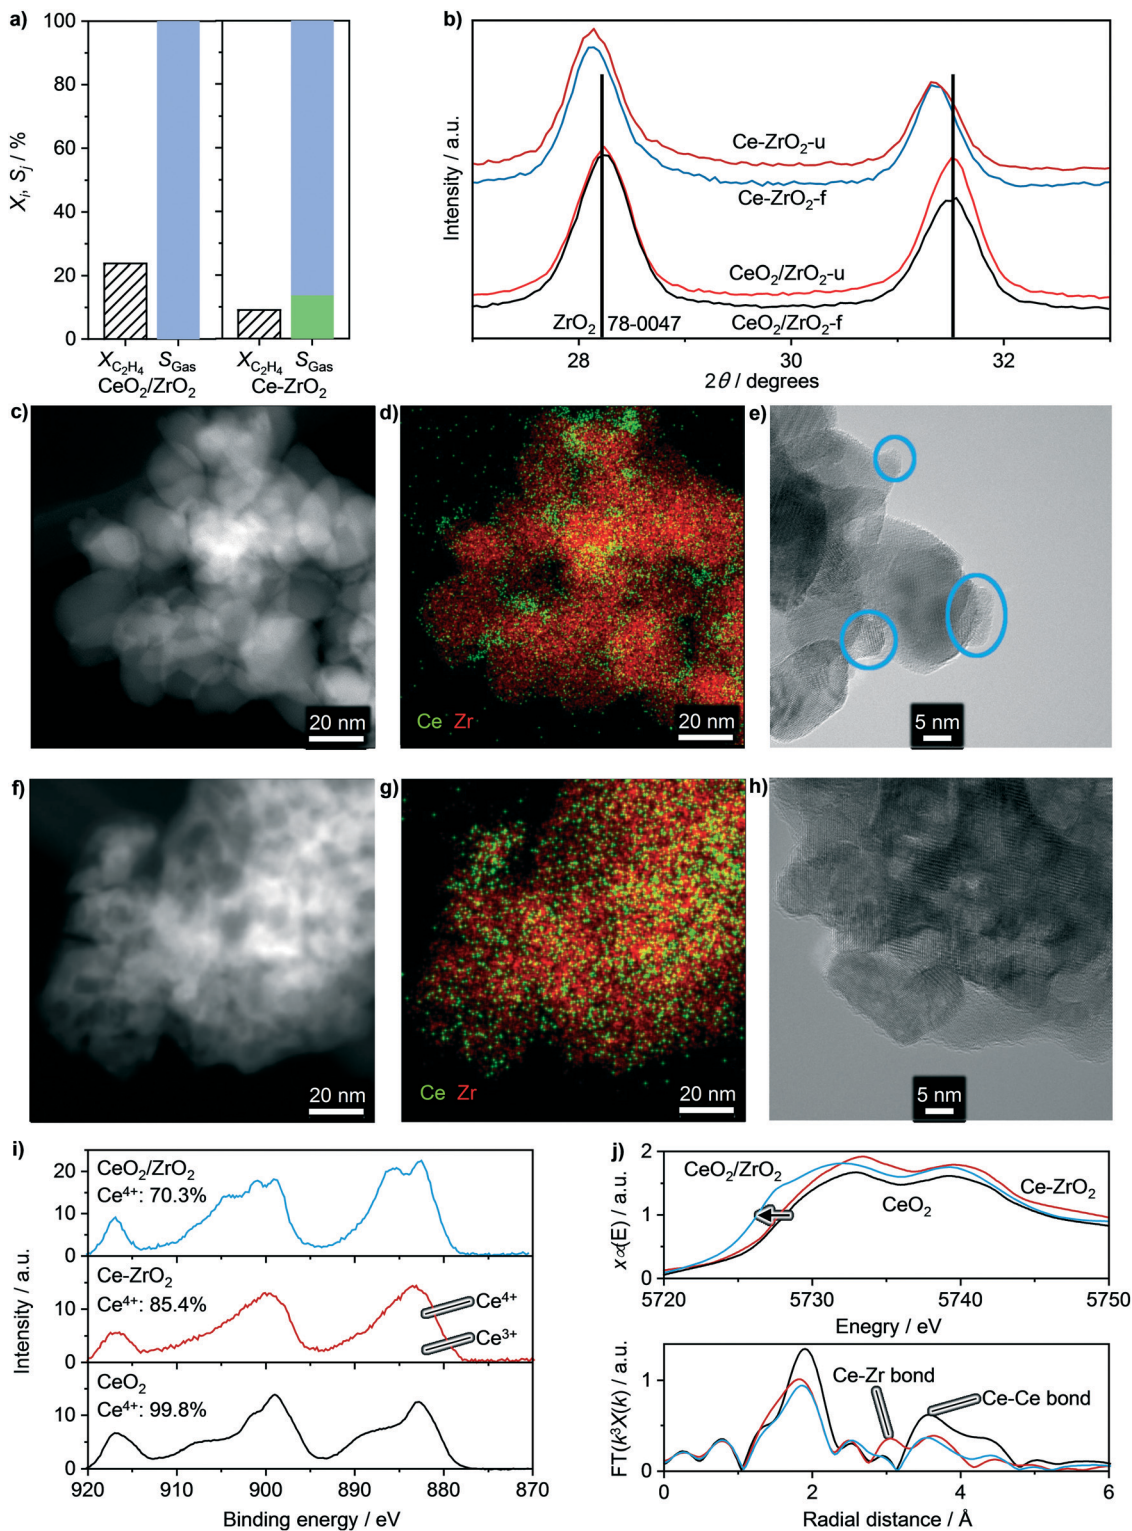 a)
100
80
60
40
20
0
X_i, S_j / %
X_C2H4 S_Gas X_C2H4 S_Gas
CeO2/ZrO2 Ce-ZrO2
b)
Intensity / a.u.
Ce-ZrO2-u
Ce-ZrO2-f
CeO2/ZrO2-u
ZrO2 78-0047 CeO2/ZrO2-f
28 30 32
2θ / degrees
c)
20 nm
d)
Ce Zr
20 nm
e)
5 nm
f)
20 nm
g)
Ce Zr
20 nm
h)
5 nm
i)
Intensity / a.u.
20
10
0
CeO2/ZrO2
Ce4+: 70.3%
10
0
Ce-ZrO2
Ce4+: 85.4%
Ce4+
Ce3+
10
0
CeO2
Ce4+: 99.8%
920 910 900 890 880 870
Binding energy / eV
j)
x∝(E) / a.u.
2
1
0
CeO2/ZrO2
Ce-ZrO2
CeO2
5720 5730 5740 5750
Enegry / eV
FT(k3X(k) / a.u.
1
0
Ce-Zr bond
Ce-Ce bond
0 2 4 6
Radial distance / Å